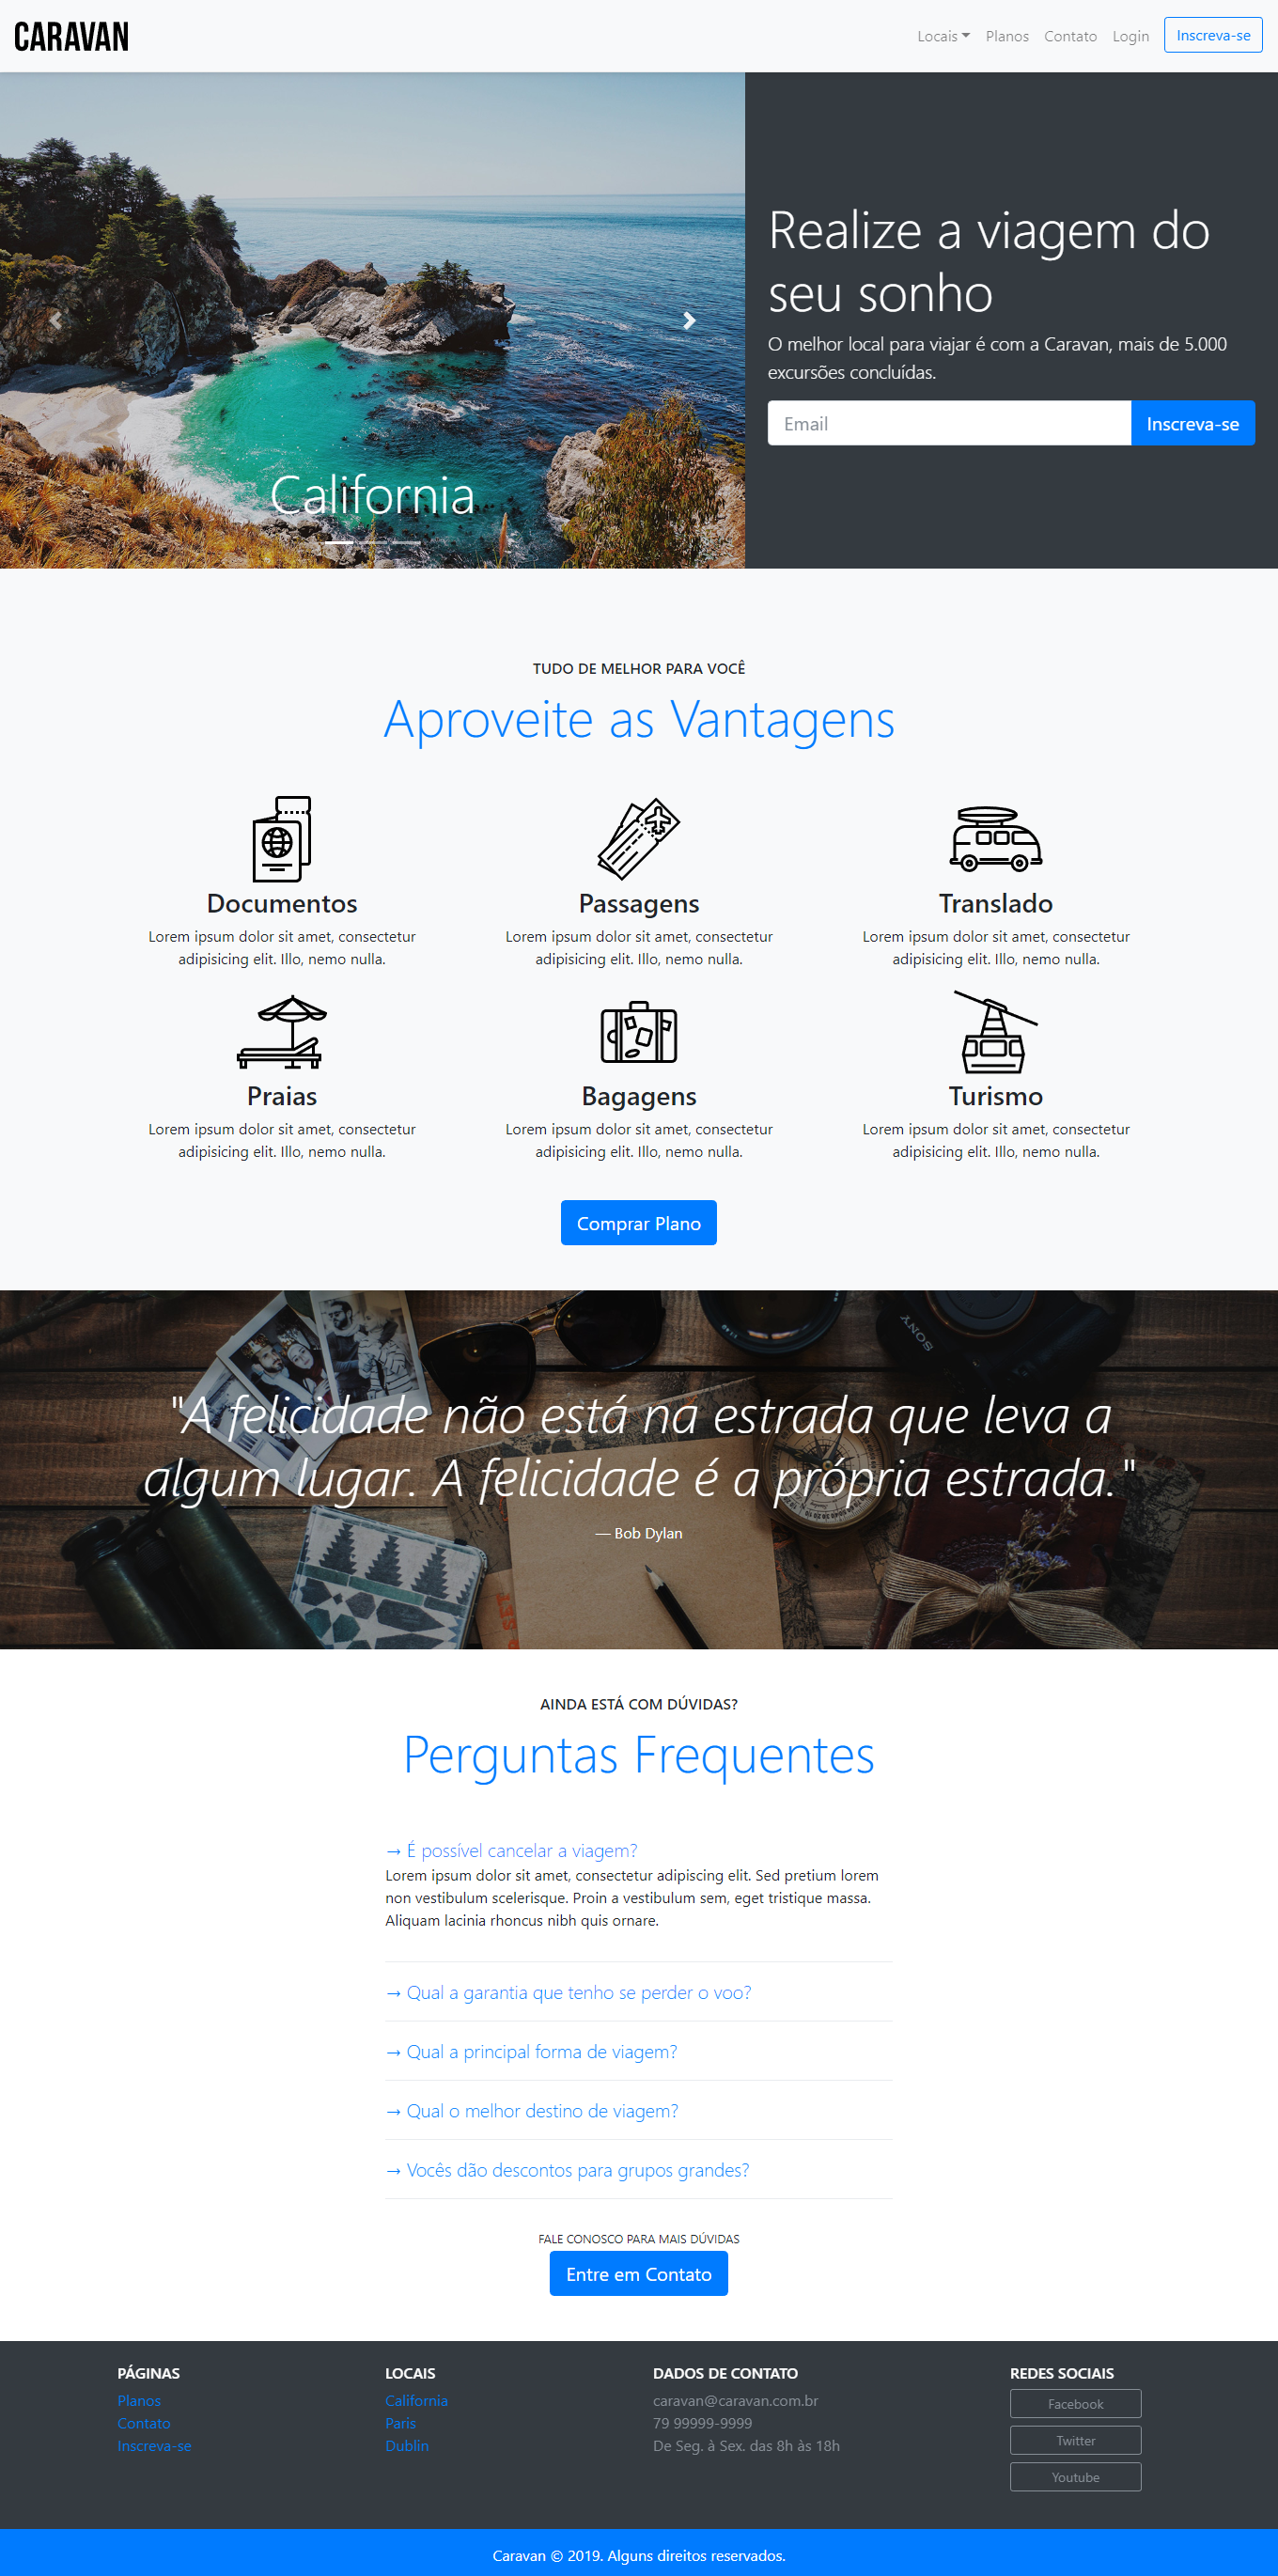 CARAVAN
Locais
Planos
Contato
Login
Inscreva-se
Realize a viagem do
seu sonho
O melhor local para viajar é com a Caravan, mais de 5.000
excursões concluídas.
Email
Inscreva-se
California
TUDO DE MELHOR PARA VOCÊ
Aproveite as Vantagens
Documentos
Lorem ipsum dolor sit amet, consectetur
adipisicing elit. Illo, nemo nulla.
Passagens
Lorem ipsum dolor sit amet, consectetur
adipisicing elit. Illo, nemo nulla.
Translado
Lorem ipsum dolor sit amet, consectetur
adipisicing elit. Illo, nemo nulla.
Praias
Lorem ipsum dolor sit amet, consectetur
adipisicing elit. Illo, nemo nulla.
Bagagens
Lorem ipsum dolor sit amet, consectetur
adipisicing elit. Illo, nemo nulla.
Turismo
Lorem ipsum dolor sit amet, consectetur
adipisicing elit. Illo, nemo nulla.
Comprar Plano
SONY
"A felicidade não está na estrada que leva a
algum lugar. A felicidade é a própria estrada."
— Bob Dylan
AINDA ESTÁ COM DÚVIDAS?
Perguntas Frequentes
→ É possível cancelar a viagem?
Lorem ipsum dolor sit amet, consectetur adipiscing elit. Sed pretium lorem
non vestibulum scelerisque. Proin a vestibulum sem, eget tristique massa.
Aliquam lacinia rhoncus nibh quis ornare.
→ Qual a garantia que tenho se perder o voo?
→ Qual a principal forma de viagem?
→ Qual o melhor destino de viagem?
→ Vocês dão descontos para grupos grandes?
FALE CONOSCO PARA MAIS DÚVIDAS
Entre em Contato
PÁGINAS
Planos
Contato
Inscreva-se
LOCAIS
California
Paris
Dublin
DADOS DE CONTATO
caravan@caravan.com.br
79 99999-9999
De Seg. à Sex. das 8h às 18h
REDES SOCIAIS
Facebook
Twitter
Youtube
Caravan © 2019. Alguns direitos reservados.